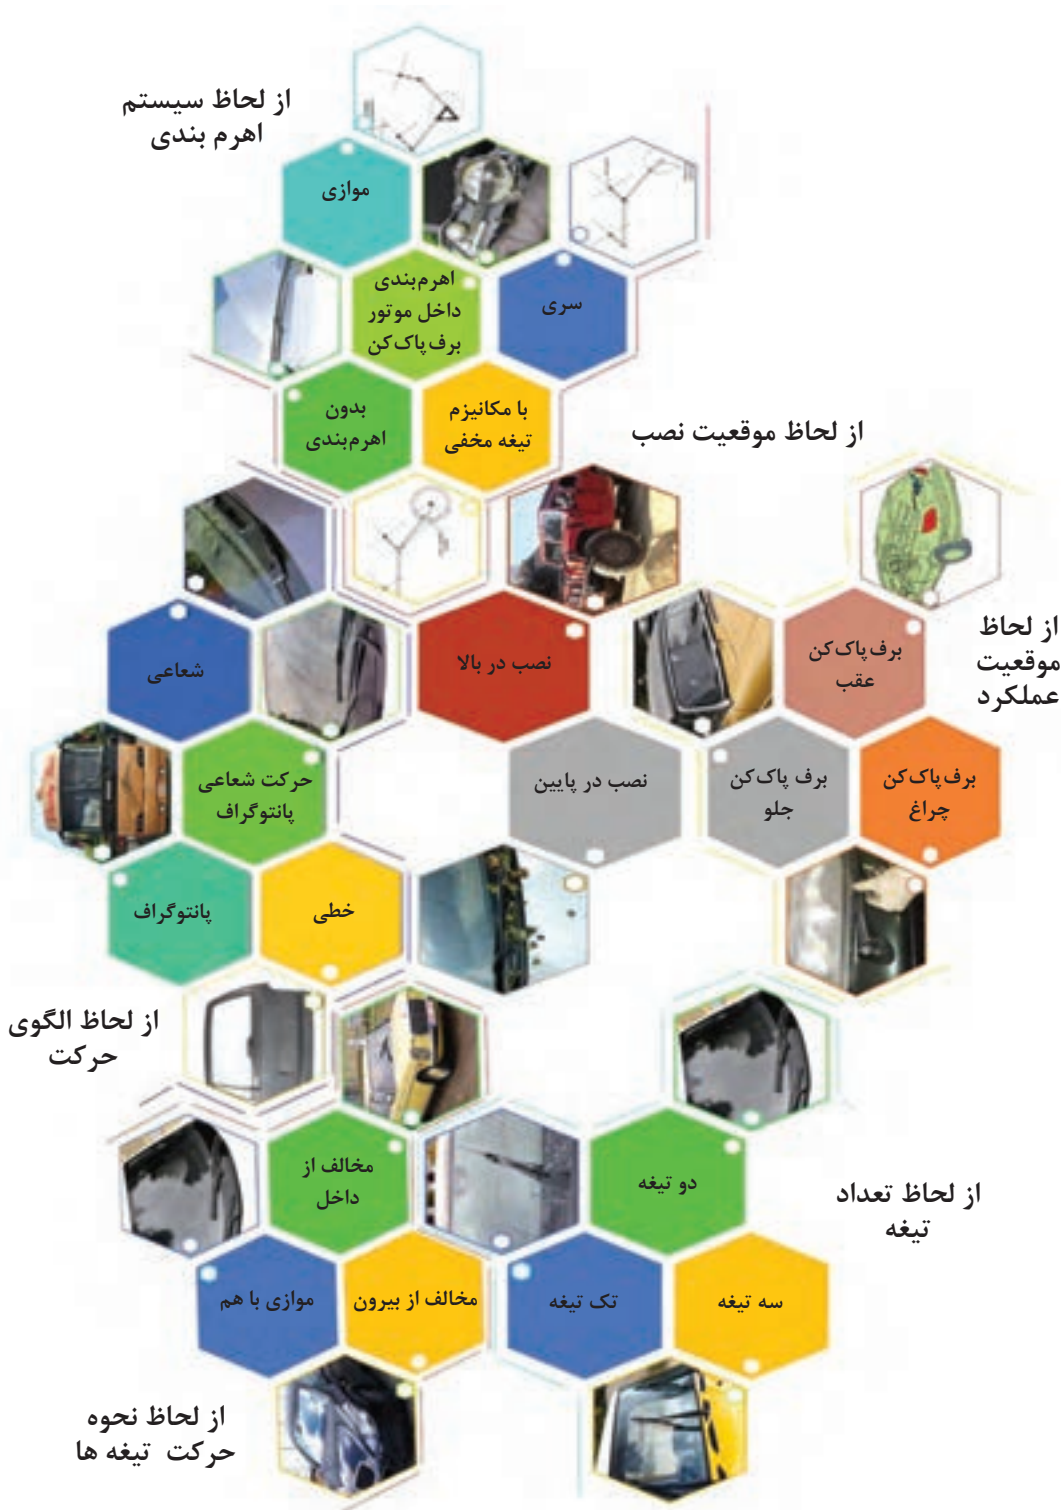 از لحاظ سیستم
اهرم بندی
موازی
اهرم‌بندی
داخل موتور
برف پاک کن
سری
بدون
اهرم‌بندی
با مکانیزم
تیغه مخفی
از لحاظ موقعیت نصب
نصب در بالا
نصب در پایین
از لحاظ
موقعیت
عملکرد
برف پاک کن
عقب
برف پاک کن
جلو
برف پاک کن
چراغ
شعاعی
حرکت شعاعی
پانتوگراف
پانتوگراف
خطی
از لحاظ الگوی
حرکت
مخالف از
داخل
موازی با هم
مخالف از بیرون
از لحاظ نحوه
حرکت تیغه ها
دو تیغه
تک تیغه
سه تیغه
از لحاظ تعداد
تیغه